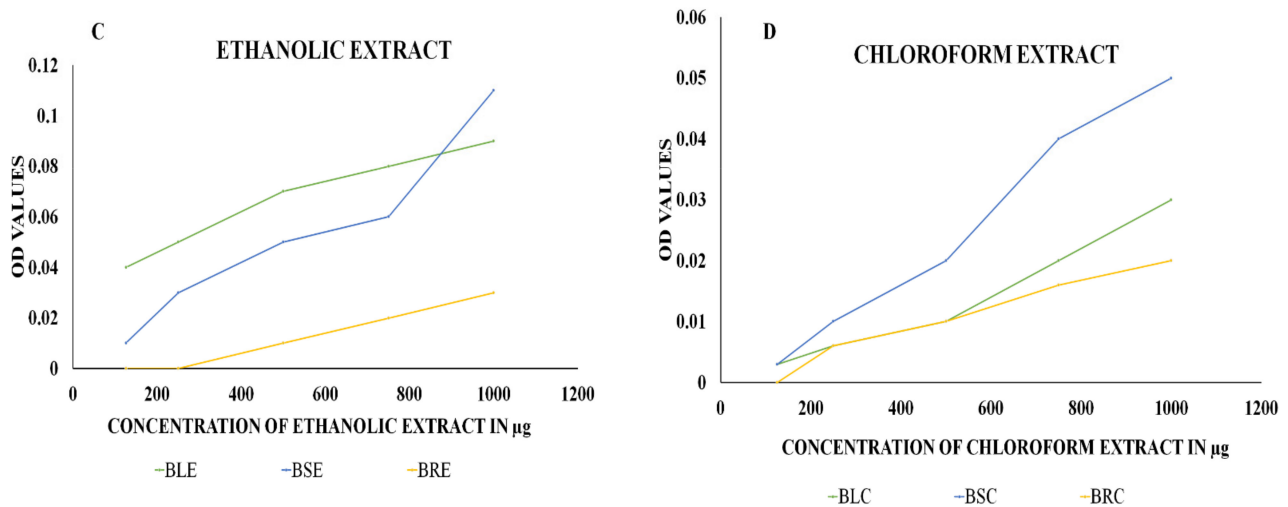 C
ETHANOLIC EXTRACT
0.12
0.1
0.08
0.06
0.04
0.02
0
OD VALUES
0 200 400 600 800 1000 1200
CONCENTRATION OF ETHANOLIC EXTRACT IN µg
BLE BSE BRE
D
CHLOROFORM EXTRACT
0.06
0.05
0.04
0.03
0.02
0.01
0
OD VALUES
0 200 400 600 800 1000 1200
CONCENTRATION OF CHLOROFORM EXTRACT IN µg
BLC BSC BRC